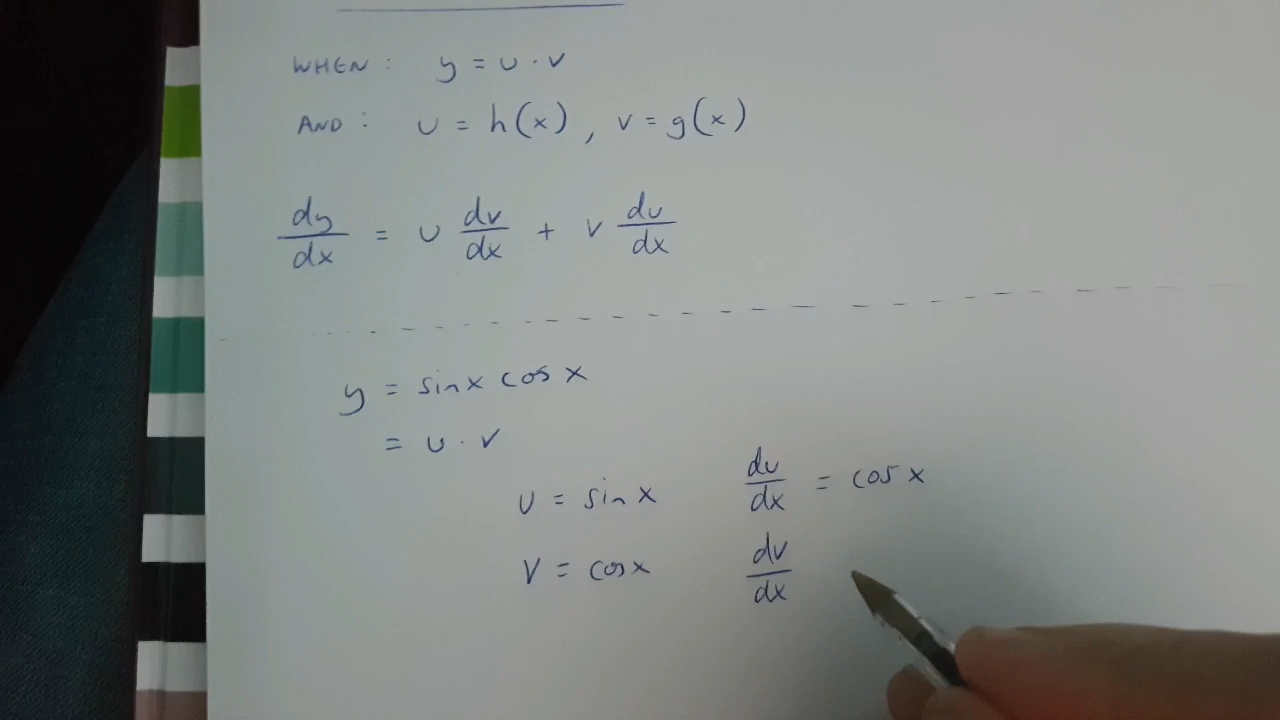 WHEN: y = u · v
AND: u = h(x), v = g(x)
dy/dx = u dv/dx + v du/dx
y = sin x cos x
= u · v
u = sin x du/dx = cos x
v = cos x dv/dx